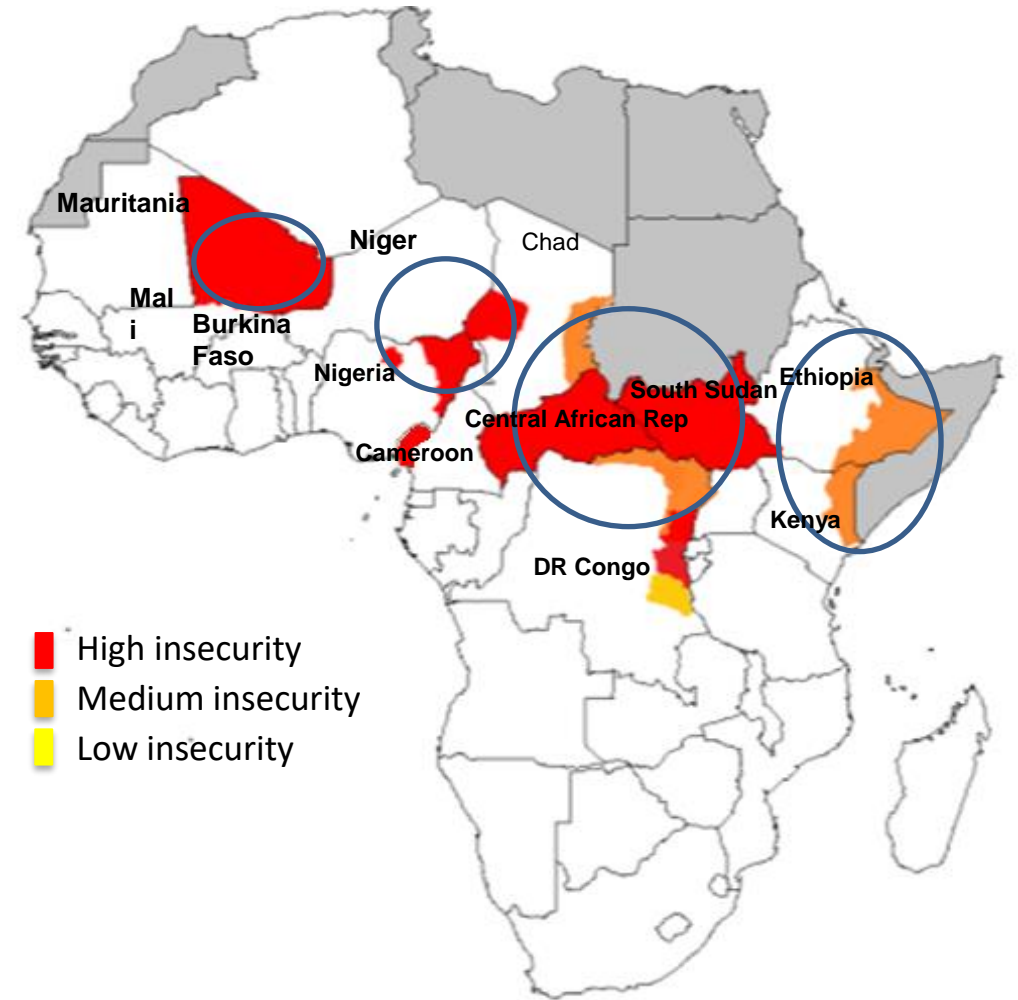 Mauritania
Niger
Chad
Mal
i
Burkina
Faso
Nigeria
Ethiopia
South Sudan
Central African Rep
Cameroon
Kenya
DR Congo
High insecurity
Medium insecurity
Low insecurity